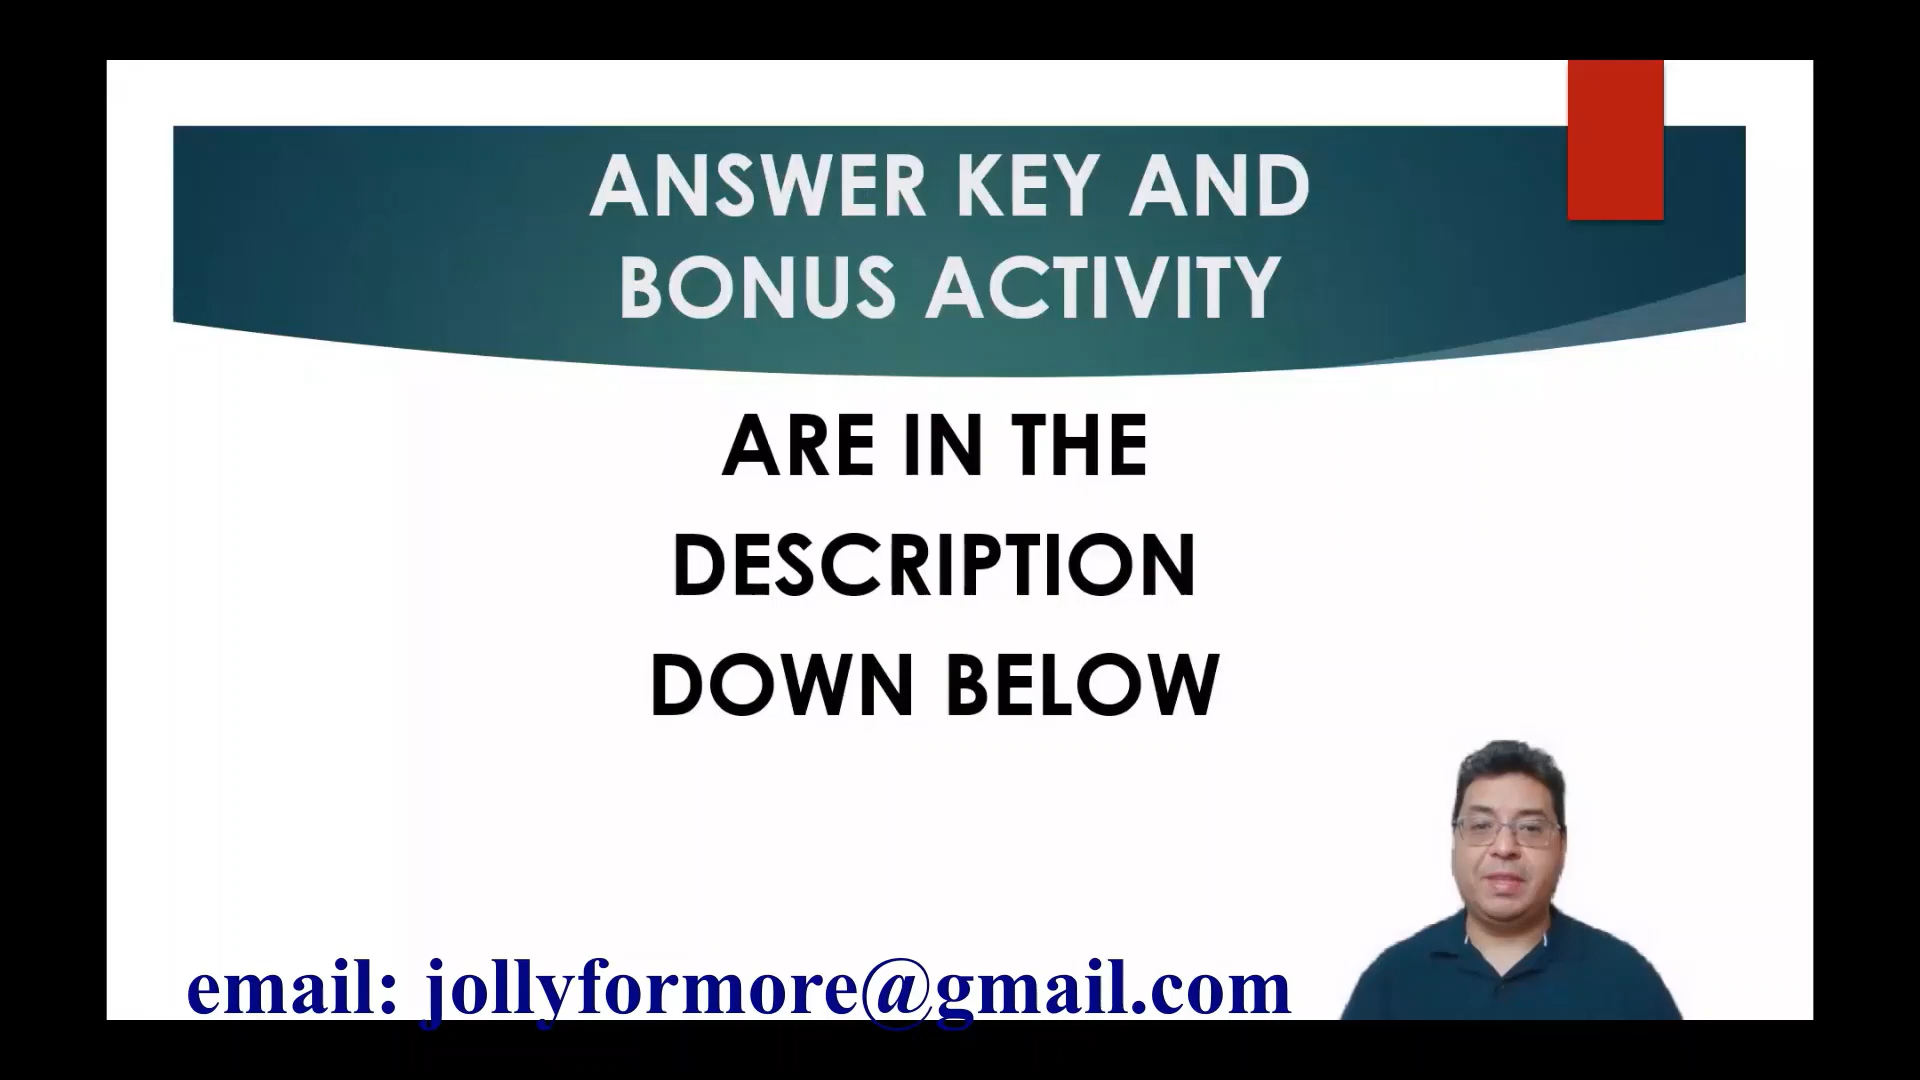 ANSWER KEY AND
BONUS ACTIVITY
ARE IN THE
DESCRIPTION
DOWN BELOW
email: jollyformore@gmail.com